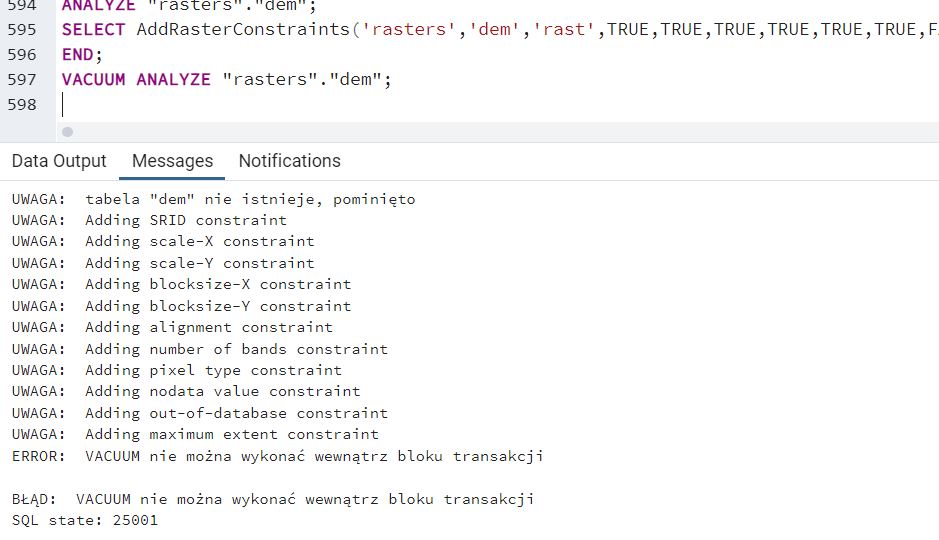 594 ANALYZE "rasters"."dem";
595 SELECT AddRasterConstraints('rasters','dem','rast',TRUE,TRUE,TRUE,TRUE,TRUE,TRUE,
596 END;
597 VACUUM ANALYZE "rasters"."dem";
598
Data Output Messages Notifications
UWAGA: tabela "dem" nie istnieje, pominięto
UWAGA: Adding SRID constraint
UWAGA: Adding scale-X constraint
UWAGA: Adding scale-Y constraint
UWAGA: Adding blocksize-X constraint
UWAGA: Adding blocksize-Y constraint
UWAGA: Adding alignment constraint
UWAGA: Adding number of bands constraint
UWAGA: Adding pixel type constraint
UWAGA: Adding nodata value constraint
UWAGA: Adding out-of-database constraint
UWAGA: Adding maximum extent constraint
ERROR: VACUUM nie można wykonać wewnątrz bloku transakcji
BŁĄD: VACUUM nie można wykonać wewnątrz bloku transakcji
SQL state: 25001